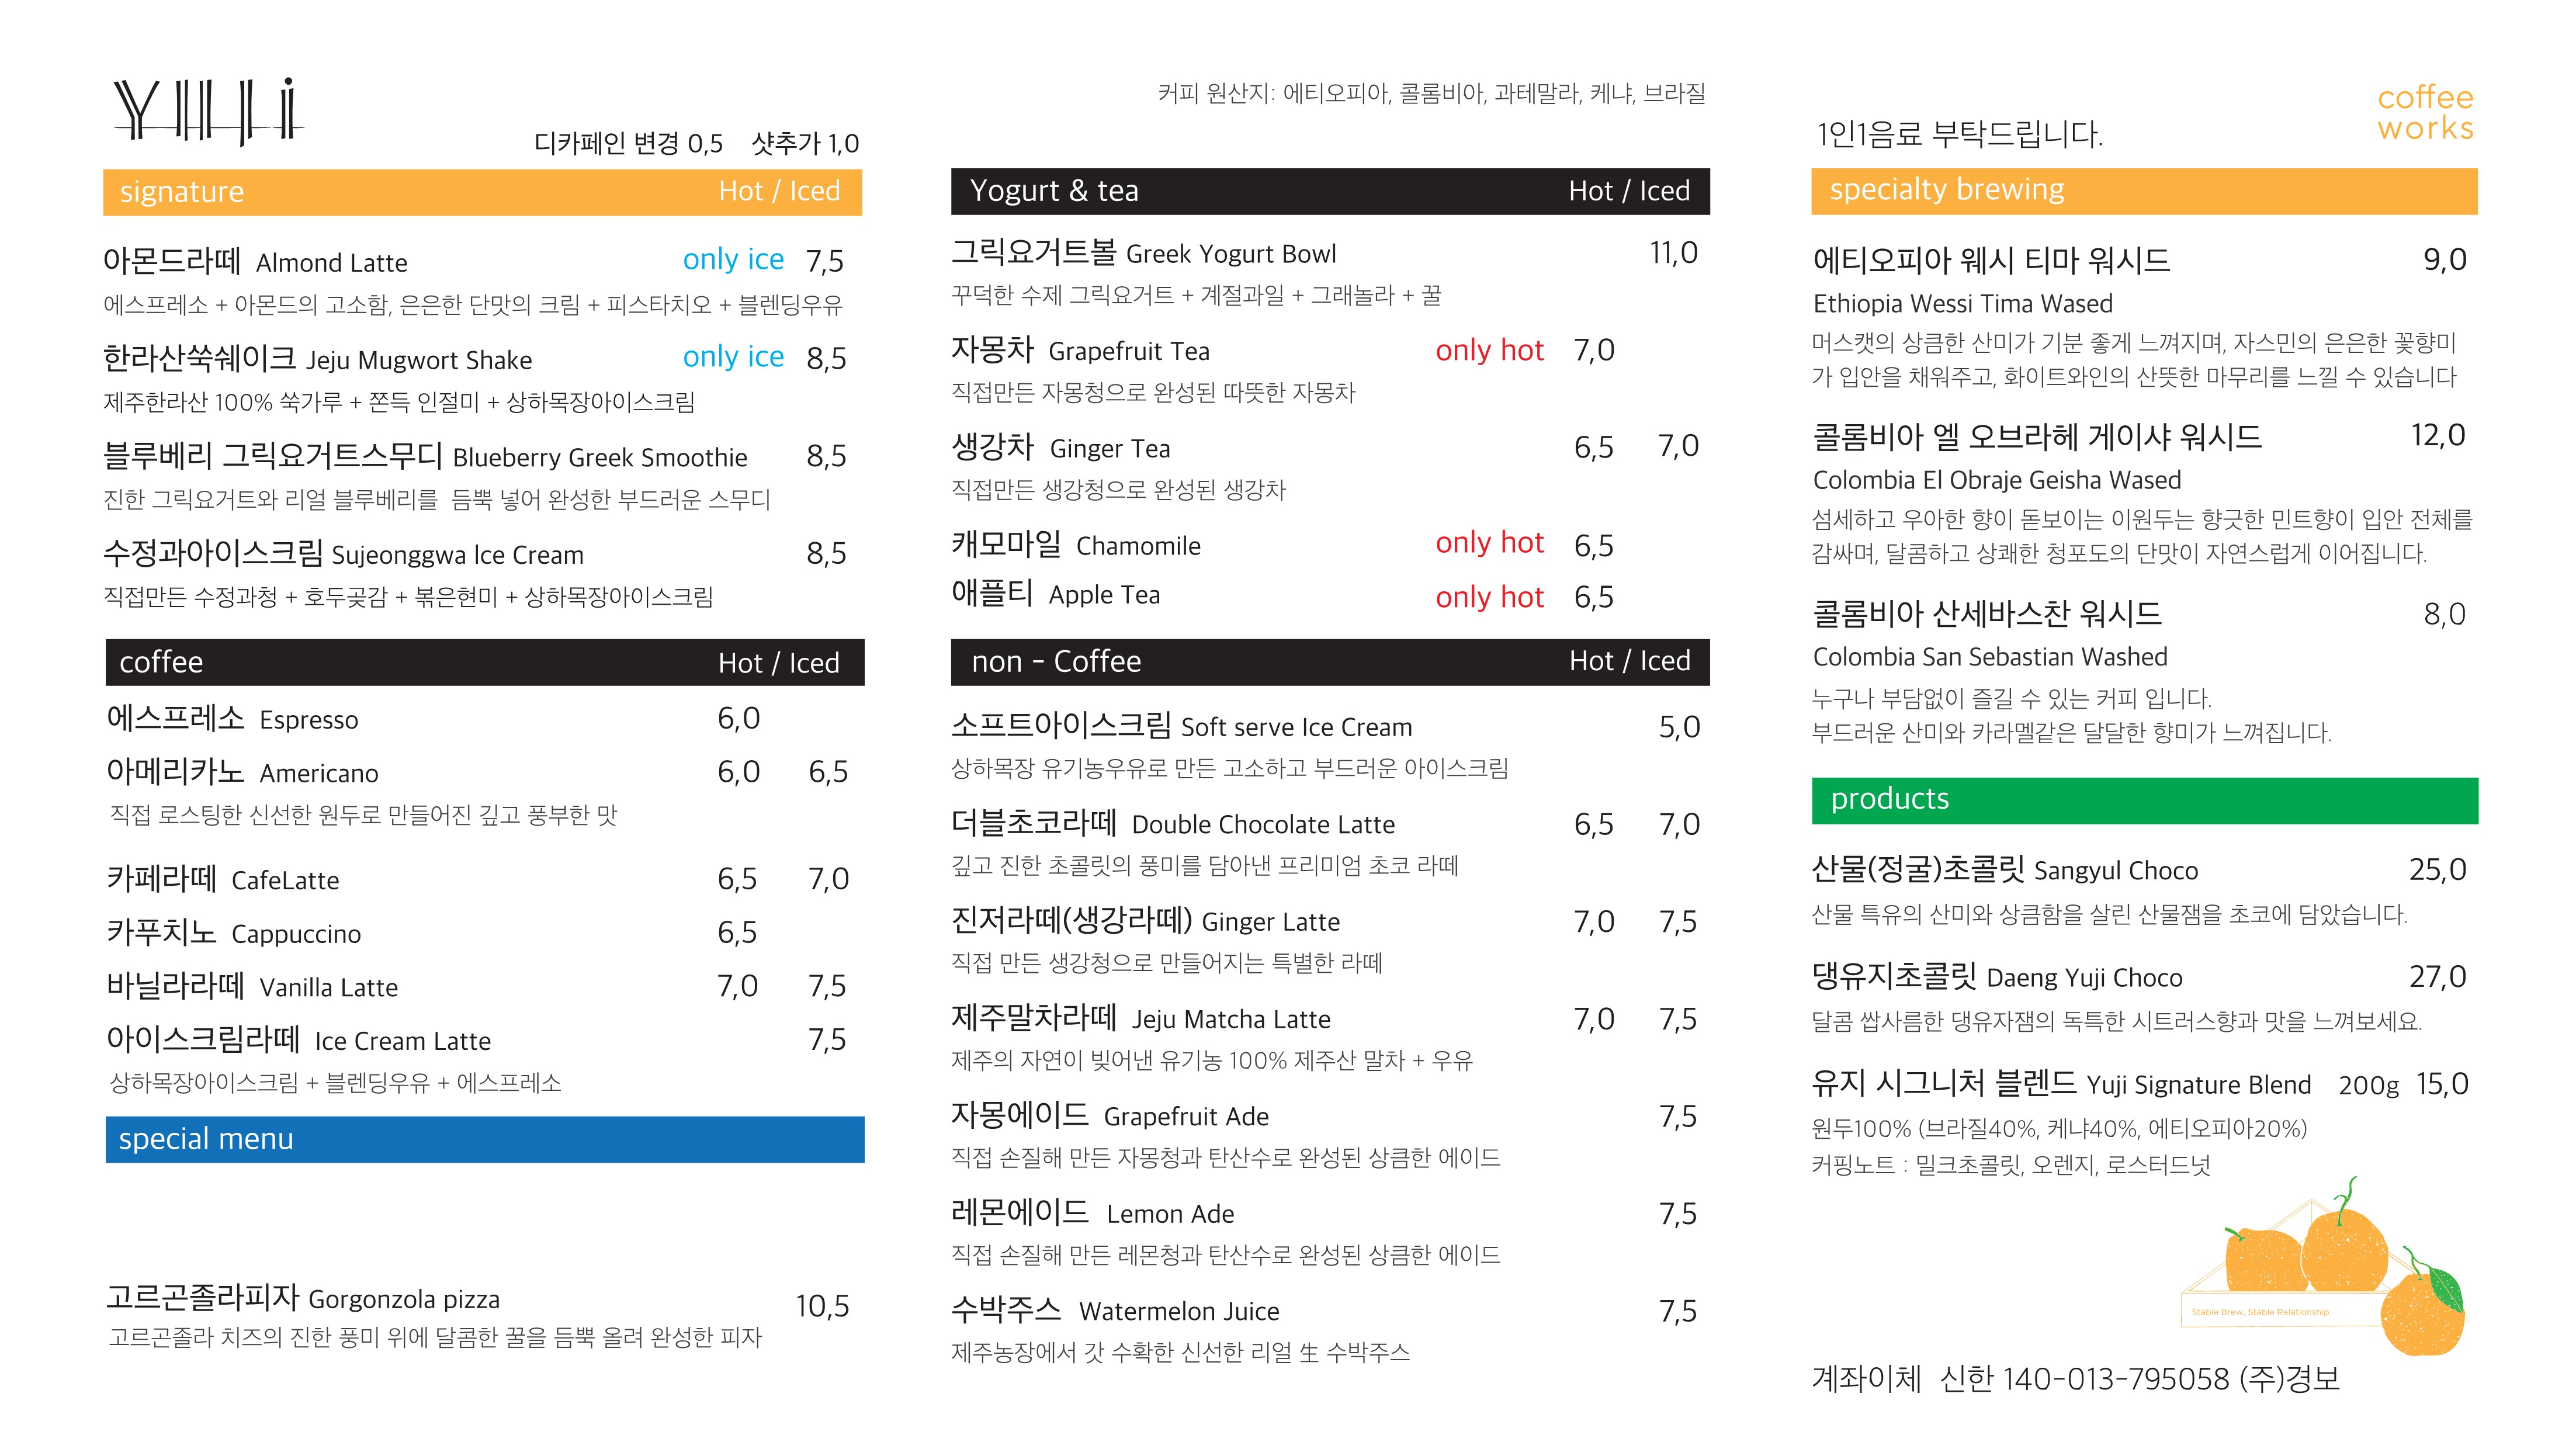 YUJi
디카페인 변경 0,5 샷추가 1,0
signature Hot / Iced
아몬드라떼 Almond Latte only ice 7,5
에스프레소 + 아몬드의 고소함, 은은한 단맛의 크림 + 피스타치오 + 블렌딩우유
한라산쑥쉐이크 Jeju Mugwort Shake only ice 8,5
제주한라산 100% 쑥가루 + 쫀득 인절미 + 상하목장아이스크림
블루베리 그릭요거트스무디 Blueberry Greek Smoothie 8,5
진한 그릭요거트와 리얼 블루베리를 듬뿍 넣어 완성한 부드러운 스무디
수정과아이스크림 Sujeonggwa lce Cream 8,5
직접만든 수정과청 + 호두곶감 + 볶은현미 + 상하목장아이스크림
coffee Hot / Iced
에스프레소 Espresso 6,0
아메리카노 Americano 6,0 6,5
직접 로스팅한 신선한 원두로 만들어진 깊고 풍부한 맛
카페라떼 CafeLatte 6,5 7,0
카푸치노 Cappuccino 6,5
바닐라라떼 Vanilla Latte 7,0 7,5
아이스크림라떼 Ice Cream Latte 7,5
상하목장아이스크림 + 블렌딩우유 + 에스프레소
special menu
고르곤졸라피자 Gorgonzola pizza 10,5
고르곤졸라 치즈의 진한 풍미 위에 달콤한 꿀을 듬뿍 올려 완성한 피자
커피 원산지: 에티오피아, 콜롬비아, 과테말라, 케냐, 브라질
Yogurt & tea Hot / Iced
그릭요거트볼 Greek Yogurt Bowl 11,0
꾸덕한 수제 그릭요거트 + 계절과일 + 그래놀라 + 꿀
자몽차 Grapefruit Tea only hot 7,0
직접만든 자몽청으로 완성된 따뜻한 자몽차
생강차 Ginger Tea 6,5 7,0
직접만든 생강청으로 완성된 생강차
캐모마일 Chamomile only hot 6,5
애플티 Apple Tea only hot 6,5
non - Coffee Hot / Iced
소프트아이스크림 Soft serve Ice Cream 5,0
상하목장 유기농우유로 만든 고소하고 부드러운 아이스크림
더블초코라떼 Double Chocolate Latte 6,5 7,0
깊고 진한 초콜릿의 풍미를 담아낸 프리미엄 초코 라떼
진저라떼(생강라떼) Ginger Latte 7,0 7,5
직접 만든 생강청으로 만들어지는 특별한 라떼
제주말차라떼 Jeju Matcha Latte 7,0 7,5
제주의 자연이 빚어낸 유기농 100% 제주산 말차 + 우유
자몽에이드 Grapefruit Ade 7,5
직접 손질해 만든 자몽청과 탄산수로 완성된 상큼한 에이드
레몬에이드 Lemon Ade 7,5
직접 손질해 만든 레몬청과 탄산수로 완성된 상큼한 에이드
수박주스 Watermelon Juice 7,5
제주농장에서 갓 수확한 신선한 리얼 生 수박주스
1인1음료 부탁드립니다.
coffee
works
specialty brewing
에티오피아 웨시 티마 워시드 9,0
Ethiopia Wessi Tima Wased
머스캣의 상큼한 산미가 기분 좋게 느껴지며, 자스민의 은은한 꽃향미
가 입안을 채워주고, 화이트와인의 산뜻한 마무리를 느낄 수 있습니다
콜롬비아 엘 오브라헤 게이샤 워시드 12,0
Colombia El Obraje Geisha Wased
섬세하고 우아한 향이 돋보이는 이원두는 향긋한 민트향이 입안 전체를
감싸며, 달콤하고 상쾌한 청포도의 단맛이 자연스럽게 이어집니다.
콜롬비아 산세바스찬 워시드 8,0
Colombia San Sebastian Washed
누구나 부담없이 즐길 수 있는 커피 입니다.
부드러운 산미와 카라멜같은 달달한 향미가 느껴집니다.
products
산물(정굴)초콜릿 Sangyul Choco 25,0
산물 특유의 산미와 상큼함을 살린 산물잼을 초코에 담았습니다.
댕유지초콜릿 Daeng Yuji Choco 27,0
달콤 쌉사름한 댕유자잼의 독특한 시트러스향과 맛을 느껴보세요.
유지 시그니처 블렌드 Yuji Signature Blend 200g 15,0
원두100% (브라질40%, 케냐40%, 에티오피아20%)
커핑노트 : 밀크초콜릿, 오렌지, 로스터드넛
Stable Brew, Stable Relationship
계좌이체 신한 140-013-795058 (주)경보